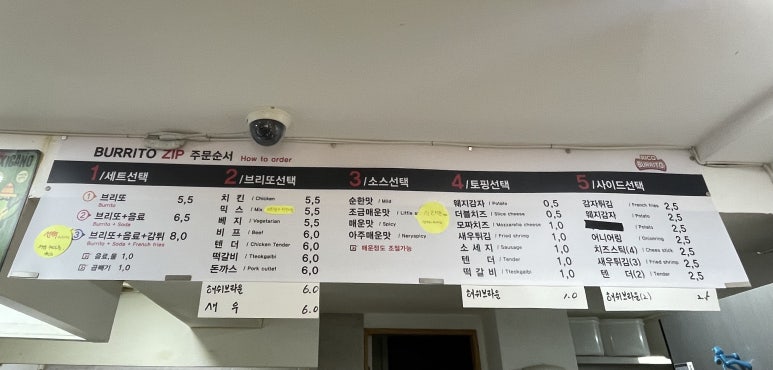 BURRITO ZIP 주문순서 How to order
RICO
BURRITO
1/세트선택
① 브리또 5,5
Burrito
② 브리또+음료 6,5
Burrito + Soda
③ 브리또+음료+감튀 8,0
Burrito + Soda + French fries
음료,물 1,0
곱빼기 1,0
선택
2/브리또선택
치킨 / Chicken 5,5
믹스 / Mix 5,5
베지 / Vegetarian 5,5
비프 / Beef 6,0
텐더 / Chicken Tender 6,0
떡갈비 / Tteokgalbi 6,0
돈까스 / Pork cutlet 6,0
해쉬브라운 6.0
새우 6.0
3/소스선택
순한맛 / Mild
조금매운맛 / Little
매운맛 / Spicy
아주매운맛 / Veryspicy
매운정도 조절가능
4/토핑선택
웨지감자 / Potato 0,5
더블치즈 / Slice cheese 0,5
모짜치즈 / Mozzarella cheese 1,0
새우튀김 / Fried shrimp 1,0
소세지 / Sausage 1,0
텐더 / Tender 1,0
떡갈비 / Tteokgalbi 1,0
해쉬브라운 1.0
5/사이드선택
감자튀김 / French fries 2,5
웨지감자 / Potato 2,5
/ Potato 2,5
어니어링 / Onionring 2,5
치즈스틱(4) / Cheese stick 2,5
새우튀김(3) / Fried shrimp 2,5
텐더(2) / Tender 2,5
해쉬브라운(2)